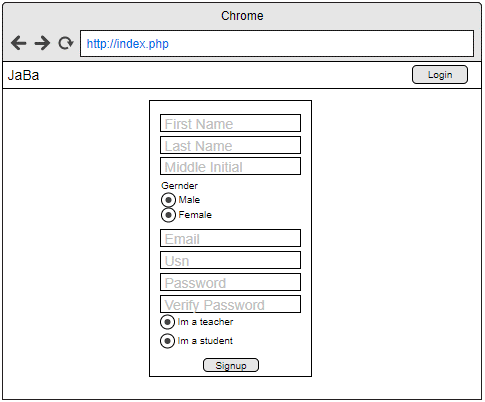 Chrome
http://index.php
JaBa
Login
First Name
Last Name
Middle Initial
Gernder
Male
Female
Email
Usn
Password
Verify Password
Im a teacher
Im a student
Signup